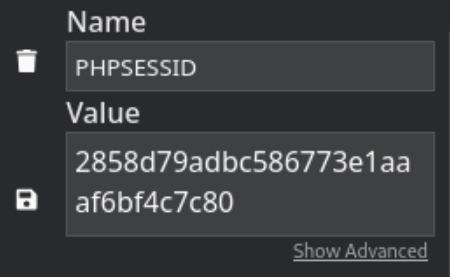 Name
PHPSESSID
Value
2858d79adbc586773e1aa
af6bf4c7c80
Show Advanced